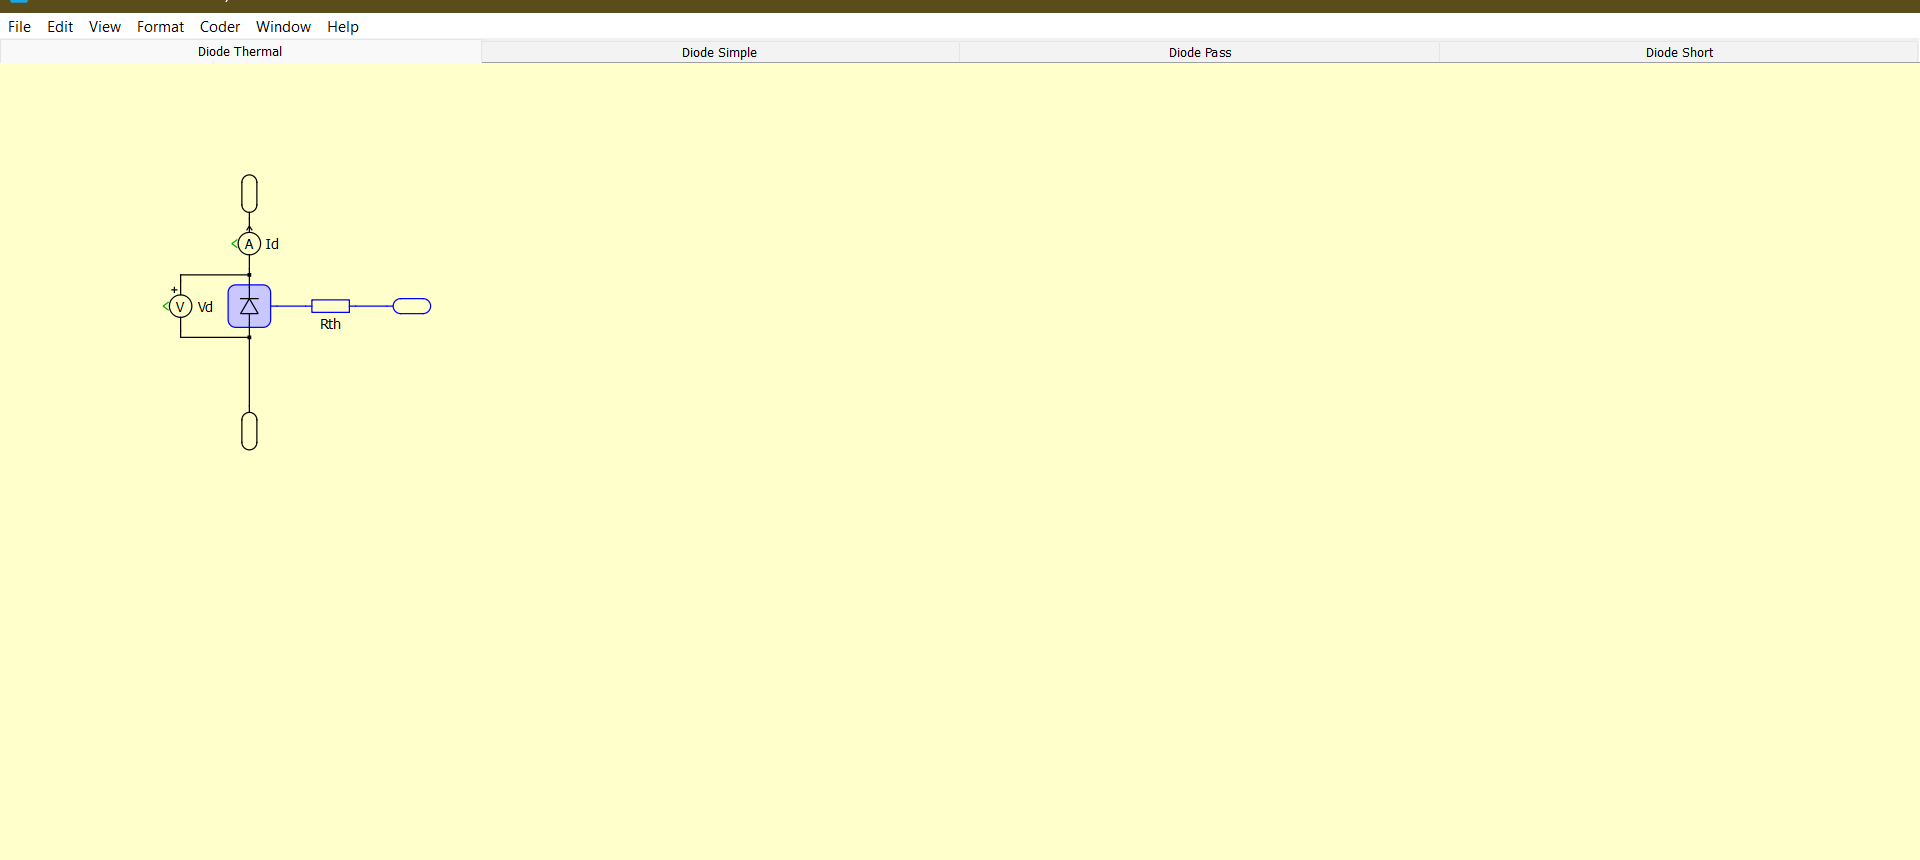 File Edit View Format Coder Window Help
Diode Thermal Diode Simple Diode Pass Diode Short
A Id
+
V Vd
Rth